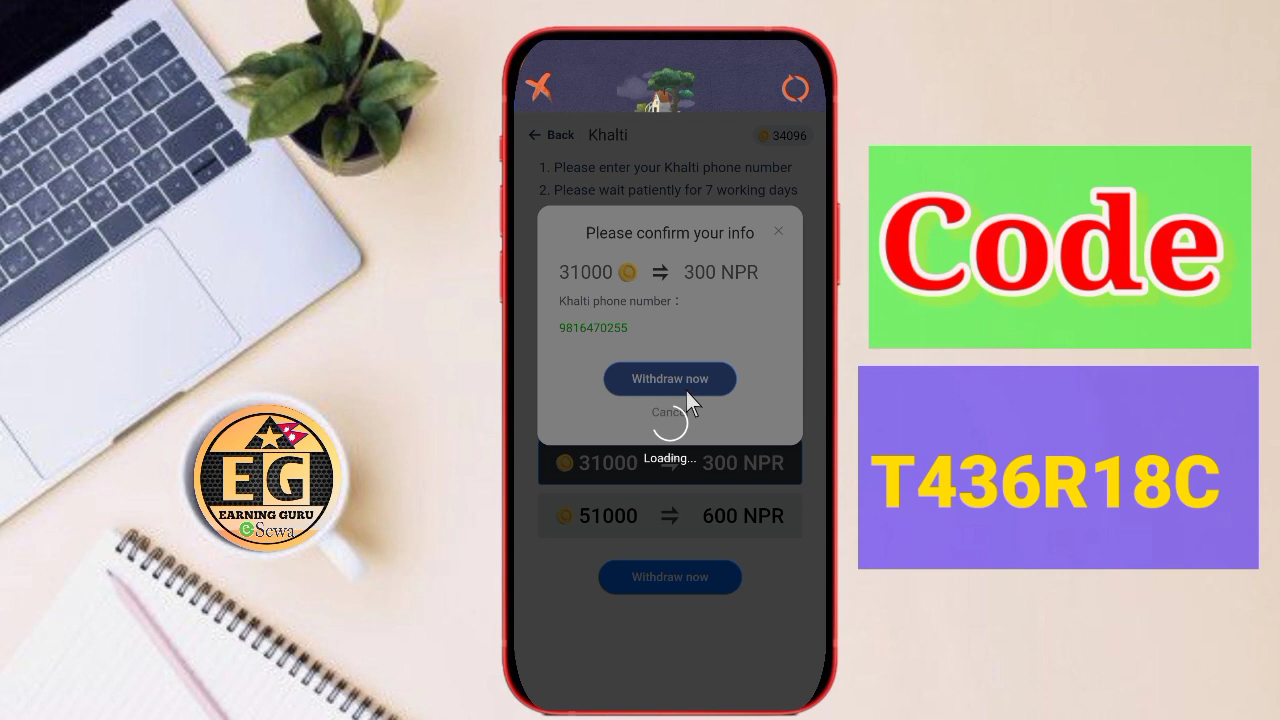 Back Khalti 34096
1. Please enter your Khalti phone number
2. Please wait patiently for 7 working days
Please confirm your info ×
31000 ⇌ 300 NPR
Khalti phone number :
9816470255
Withdraw now
Cance
Loading...
31000 ⇌ 300 NPR
51000 ⇌ 600 NPR
Withdraw now
Code
T436R18C
EG
EARNING GURU
eSewa